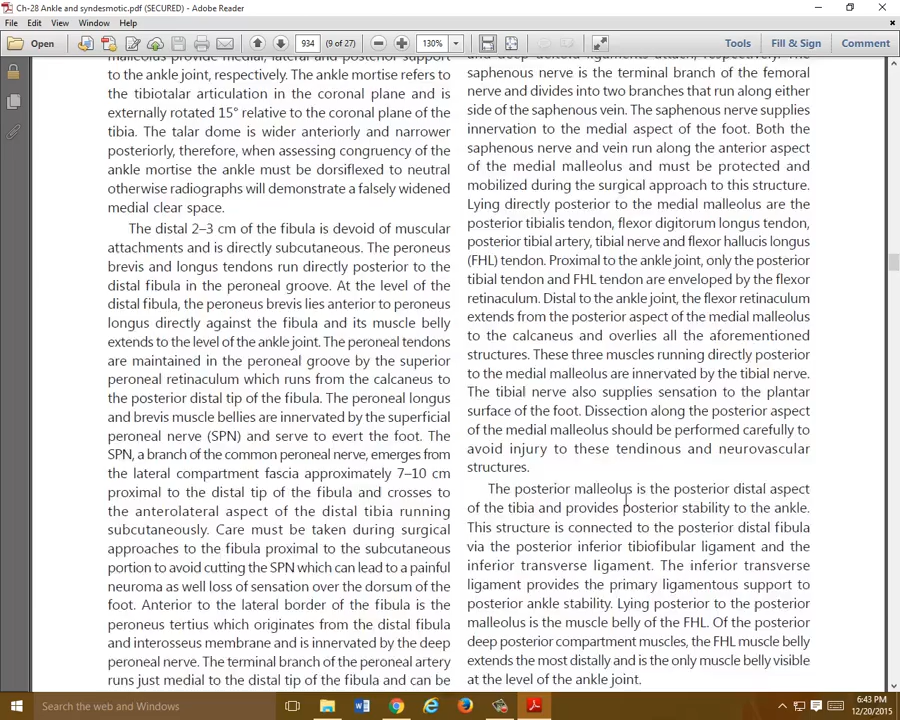 Ch-28 Ankle and syndesmotic.pdf (SECURED) - Adobe Reader
File Edit View Window Help
Open 934 (9 of 27) 130% Tools Fill & Sign Comment
malleolus provide medial, lateral and posterior support
to the ankle joint, respectively. The ankle mortise refers to
the tibiotalar articulation in the coronal plane and is
externally rotated 15° relative to the coronal plane of the
tibia. The talar dome is wider anteriorly and narrower
posteriorly, therefore, when assessing congruency of the
ankle mortise the ankle must be dorsiflexed to neutral
otherwise radiographs will demonstrate a falsely widened
medial clear space.
The distal 2–3 cm of the fibula is devoid of muscular
attachments and is directly subcutaneous. The peroneus
brevis and longus tendons run directly posterior to the
distal fibula in the peroneal groove. At the level of the
distal fibula, the peroneus brevis lies anterior to peroneus
longus directly against the fibula and its muscle belly
extends to the level of the ankle joint. The peroneal tendons
are maintained in the peroneal groove by the superior
peroneal retinaculum which runs from the calcaneus to
the posterior distal tip of the fibula. The peroneal longus
and brevis muscle bellies are innervated by the superficial
peroneal nerve (SPN) and serve to evert the foot. The
SPN, a branch of the common peroneal nerve, emerges from
the lateral compartment fascia approximately 7–10 cm
proximal to the distal tip of the fibula and crosses to
the anterolateral aspect of the distal tibia running
subcutaneously. Care must be taken during surgical
approaches to the fibula proximal to the subcutaneous
portion to avoid cutting the SPN which can lead to a painful
neuroma as well loss of sensation over the dorsum of the
foot. Anterior to the lateral border of the fibula is the
peroneus tertius which originates from the distal fibula
and interosseus membrane and is innervated by the deep
peroneal nerve. The terminal branch of the peroneal artery
runs just medial to the distal tip of the fibula and can be
and deep deltoid ligaments attach, respectively. The
saphenous nerve is the terminal branch of the femoral
nerve and divides into two branches that run along either
side of the saphenous vein. The saphenous nerve supplies
innervation to the medial aspect of the foot. Both the
saphenous nerve and vein run along the anterior aspect
of the medial malleolus and must be protected and
mobilized during the surgical approach to this structure.
Lying directly posterior to the medial malleolus are the
posterior tibialis tendon, flexor digitorum longus tendon,
posterior tibial artery, tibial nerve and flexor hallucis longus
(FHL) tendon. Proximal to the ankle joint, only the posterior
tibial tendon and FHL tendon are enveloped by the flexor
retinaculum. Distal to the ankle joint, the flexor retinaculum
extends from the posterior aspect of the medial malleolus
to the calcaneus and overlies all the aforementioned
structures. These three muscles running directly posterior
to the medial malleolus are innervated by the tibial nerve.
The tibial nerve also supplies sensation to the plantar
surface of the foot. Dissection along the posterior aspect
of the medial malleolus should be performed carefully to
avoid injury to these tendinous and neurovascular
structures.
The posterior malleolus is the posterior distal aspect
of the tibia and provides posterior stability to the ankle.
This structure is connected to the posterior distal fibula
via the posterior inferior tibiofibular ligament and the
inferior transverse ligament. The inferior transverse
ligament provides the primary ligamentous support to
posterior ankle stability. Lying posterior to the posterior
malleolus is the muscle belly of the FHL. Of the posterior
deep posterior compartment muscles, the FHL muscle belly
extends the most distally and is the only muscle belly visible
at the level of the ankle joint.
Search the web and Windows
6:43 PM
12/20/2015